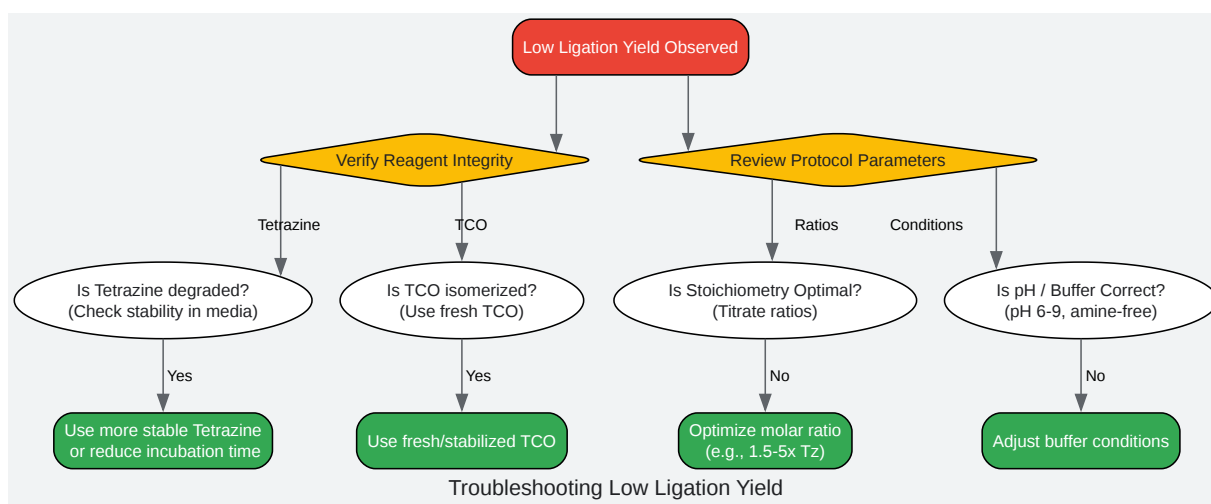 Low Ligation Yield Observed
Verify Reagent Integrity
Review Protocol Parameters
Tetrazine
TCO
Ratios
Conditions
Is Tetrazine degraded?
(Check stability in media)
Is TCO isomerized?
(Use fresh TCO)
Is Stoichiometry Optimal?
(Titrate ratios)
Is pH / Buffer Correct?
(pH 6-9, amine-free)
Yes
Yes
No
No
Use more stable Tetrazine
or reduce incubation time
Use fresh/stabilized TCO
Optimize molar ratio
(e.g., 1.5-5x Tz)
Adjust buffer conditions
Troubleshooting Low Ligation Yield